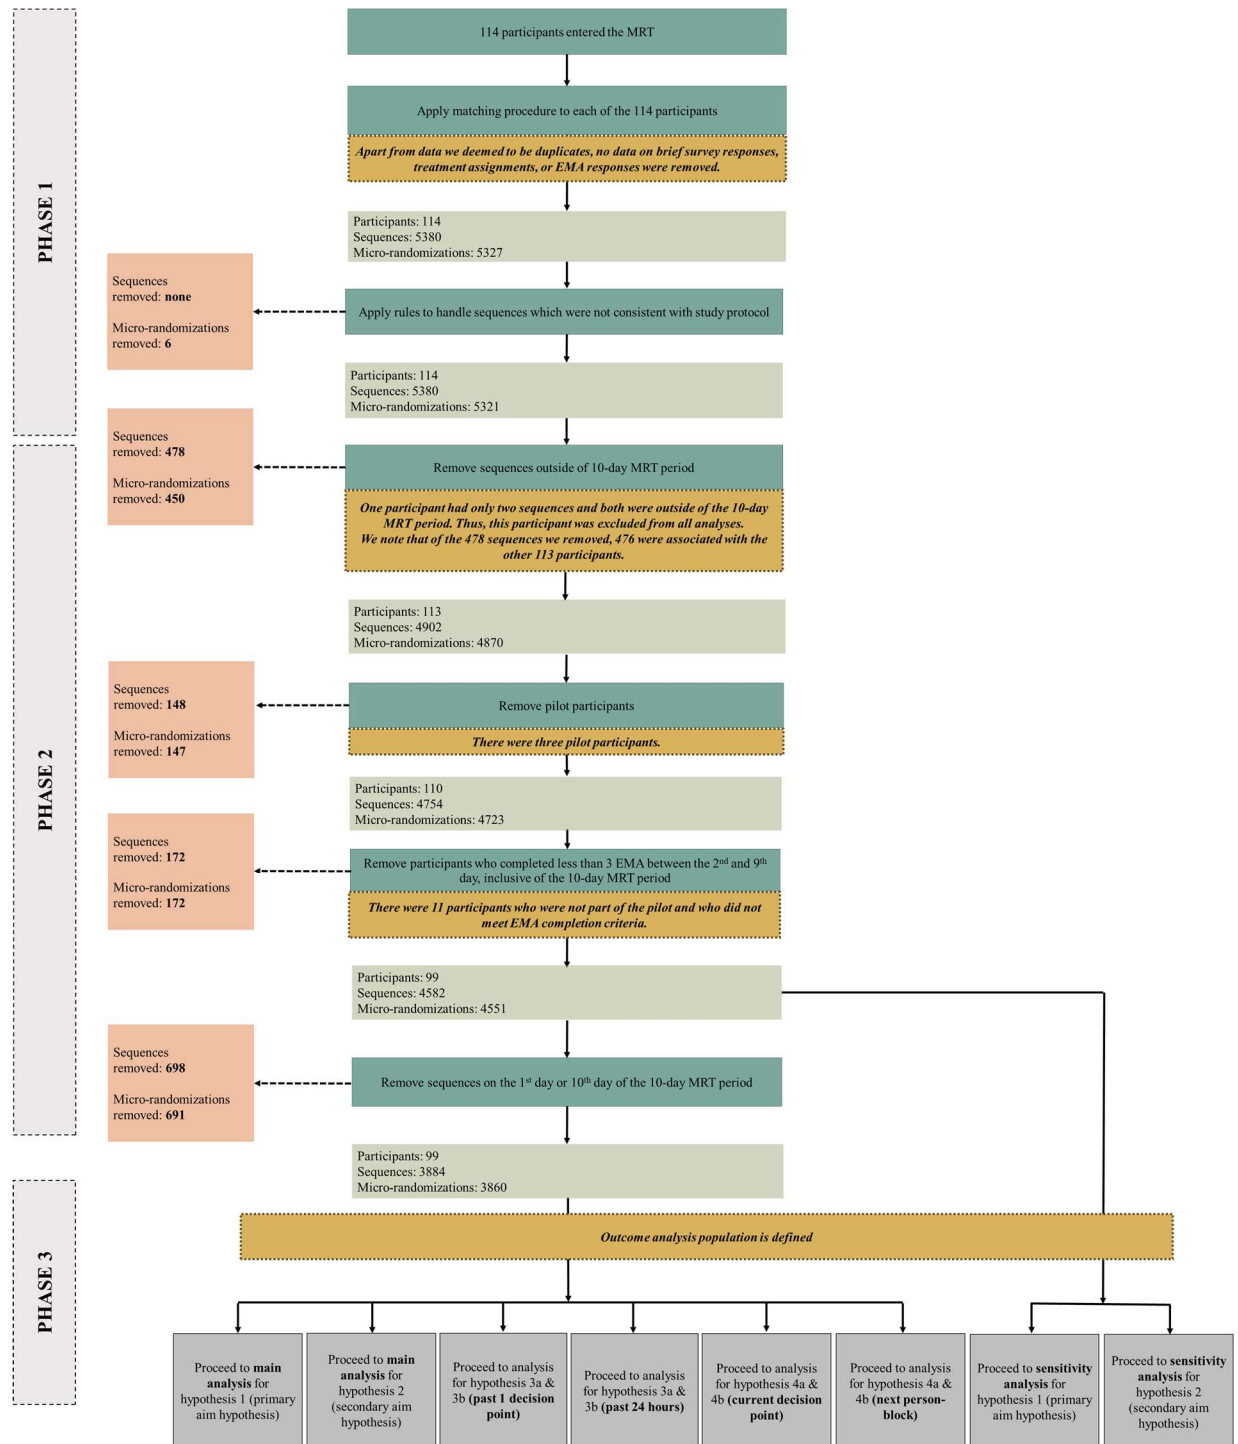 PHASE 1
114 participants entered the MRT
Apply matching procedure to each of the 114 participants
Apart from data we deemed to be duplicates, no data on brief survey responses,
treatment assignments, or EMA responses were removed.
Participants: 114
Sequences: 5380
Micro-randomizations: 5327
Apply rules to handle sequences which were not consistent with study protocol
Sequences
removed: none
Micro-randomizations
removed: 6
Participants: 114
Sequences: 5380
Micro-randomizations: 5321
PHASE 2
Remove sequences outside of 10-day MRT period
Sequences
removed: 478
Micro-randomizations
removed: 450
One participant had only two sequences and both were outside of the 10-day
MRT period. Thus, this participant was excluded from all analyses.
We note that of the 478 sequences we removed, 476 were associated with the
other 113 participants.
Participants: 113
Sequences: 4902
Micro-randomizations: 4870
Remove pilot participants
Sequences
removed: 148
Micro-randomizations
removed: 147
There were three pilot participants.
Participants: 110
Sequences: 4754
Micro-randomizations: 4723
Remove participants who completed less than 3 EMA between the 2nd and 9th
day, inclusive of the 10-day MRT period
Sequences
removed: 172
Micro-randomizations
removed: 172
There were 11 participants who were not part of the pilot and who did not
meet EMA completion criteria.
Participants: 99
Sequences: 4582
Micro-randomizations: 4551
Remove sequences on the 1st day or 10th day of the 10-day MRT period
Sequences
removed: 698
Micro-randomizations
removed: 691
Participants: 99
Sequences: 3884
Micro-randomizations: 3860
PHASE 3
Outcome analysis population is defined
Proceed to main
analysis for
hypothesis 1 (primary
aim hypothesis)
Proceed to main
analysis for
hypothesis 2
(secondary aim
hypothesis)
Proceed to analysis
for hypothesis 3a &
3b (past 1 decision
point)
Proceed to analysis
for hypothesis 3a &
3b (past 24 hours)
Proceed to analysis
for hypothesis 4a &
4b (current decision
point)
Proceed to analysis
for hypothesis 4a &
4b (next person-
block)
Proceed to sensitivity
analysis for
hypothesis 1 (primary
aim hypothesis)
Proceed to sensitivity
analysis for
hypothesis 2
(secondary aim
hypothesis)